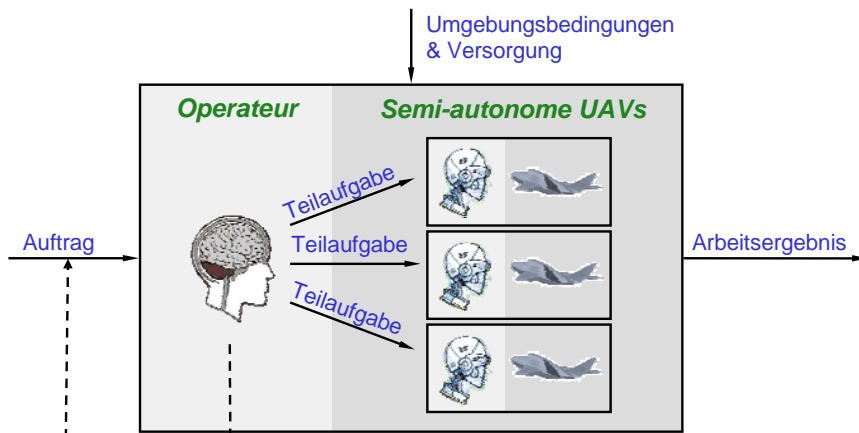 Umgebungsbedingungen
& Versorgung
Operateur
Semi-autonome UAVs
Teilaufgabe
Auftrag
Teilaufgabe
Arbeitsergebnis
Teilaufgabe